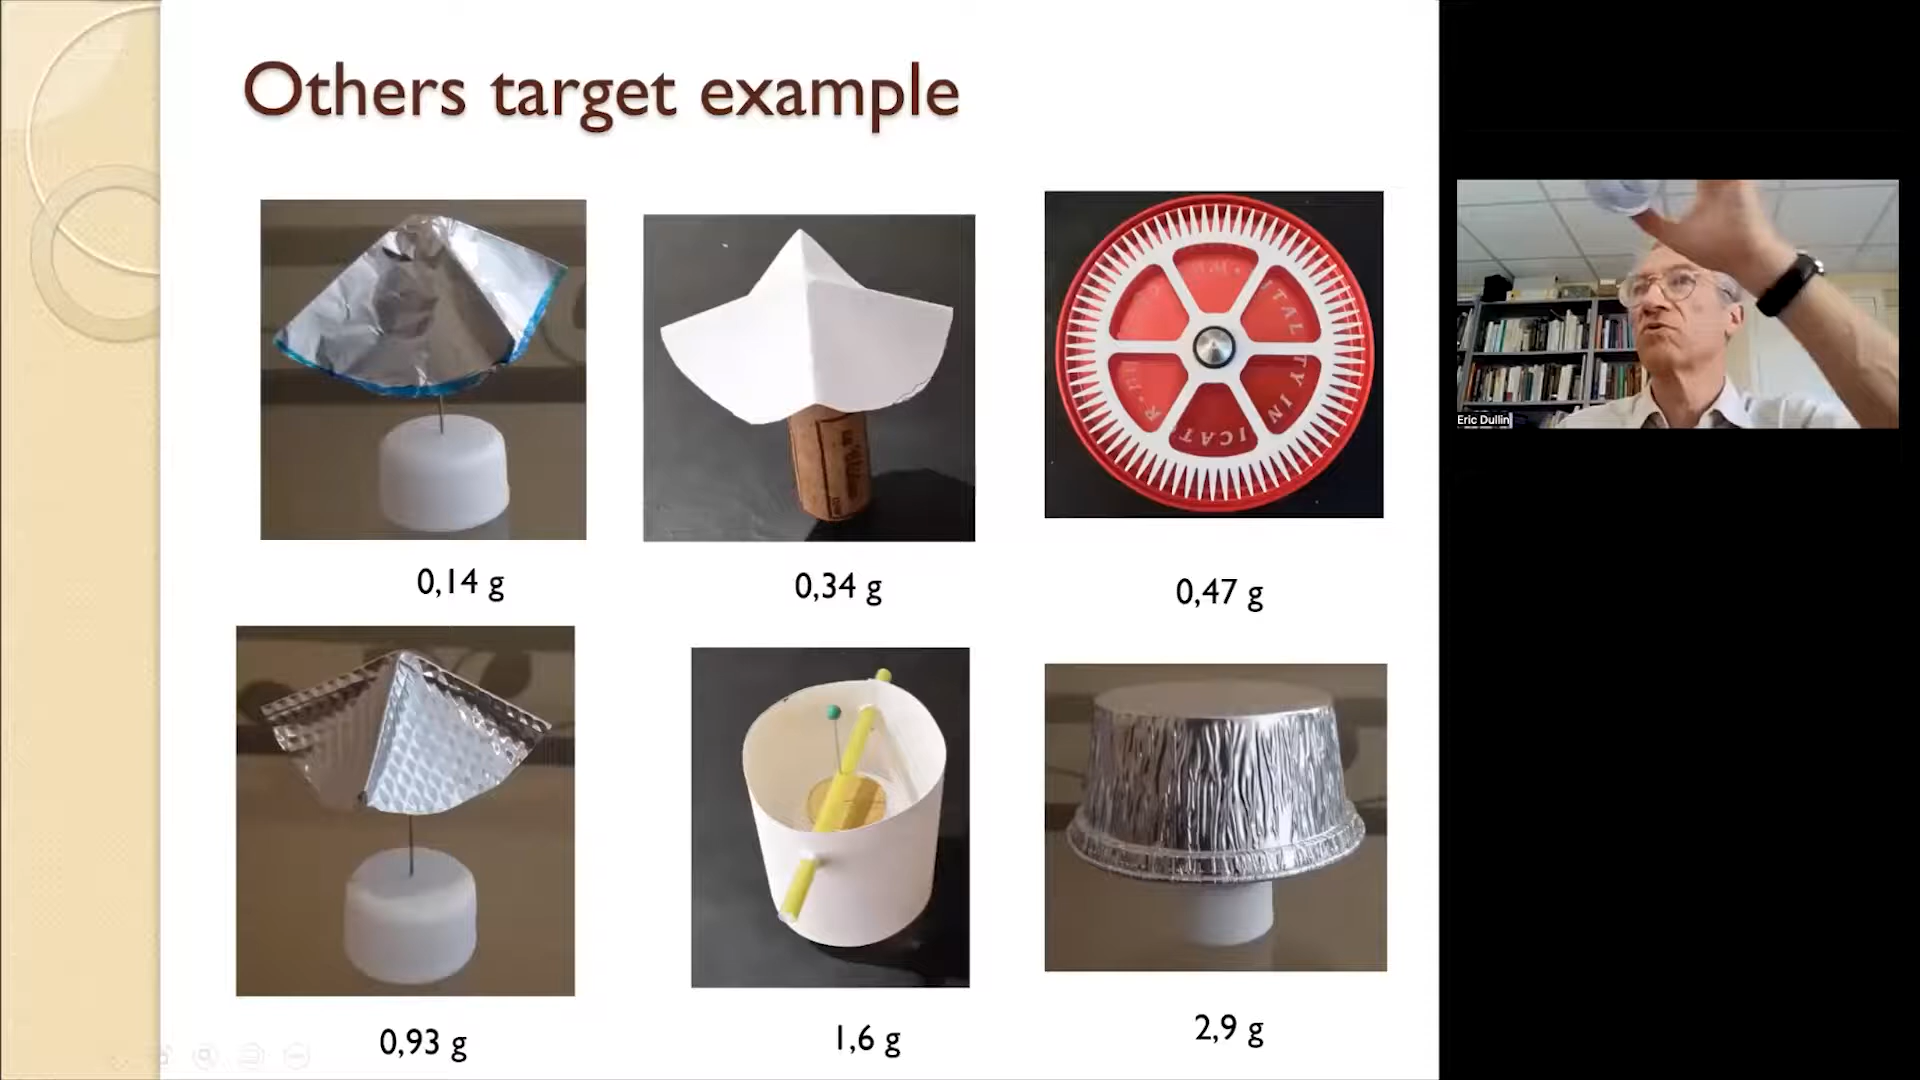 Others target example
0,14 g
0,34 g
0,47 g
0,93 g
1,6 g
2,9 g
Eric Dullin